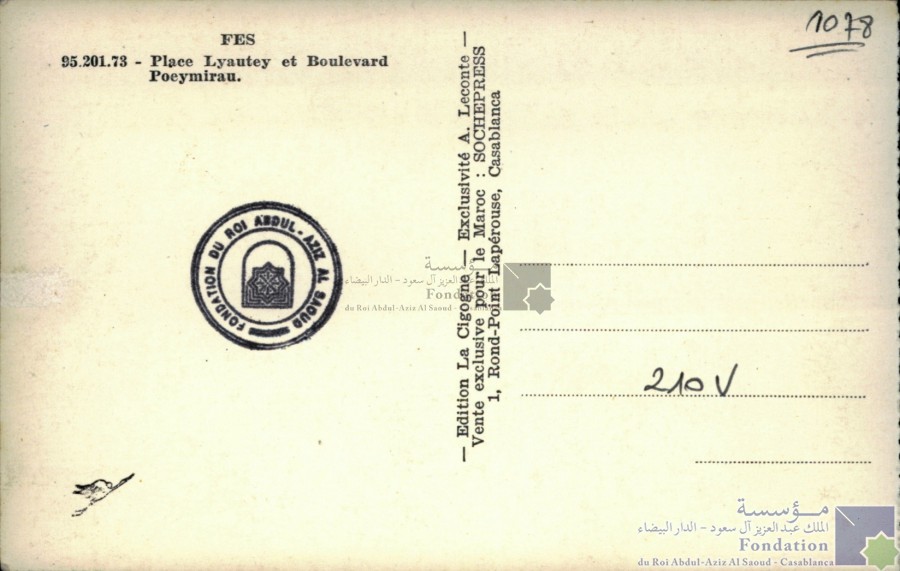 1078
FES
95.201.73 - Place Lyautey et Boulevard
Poeymirau.
— Edition La Cigogne — Exclusivité A. Leconte —
Vente exclusive pour le Maroc : SOCHEPRESS
1, Rond-Point Lapérouse, Casablanca
FONDATION DU ROI ABDUL-AZIZ AL SAOUD
مؤسسة
الملك عبد العزيز آل سعود - الدار البيضاء
Fondation
du Roi Abdul-Aziz Al Saoud - Casablanca
210V
مؤسسة
الملك عبد العزيز آل سعود - الدار البيضاء
Fondation
du Roi Abdul-Aziz Al Saoud - Casablanca